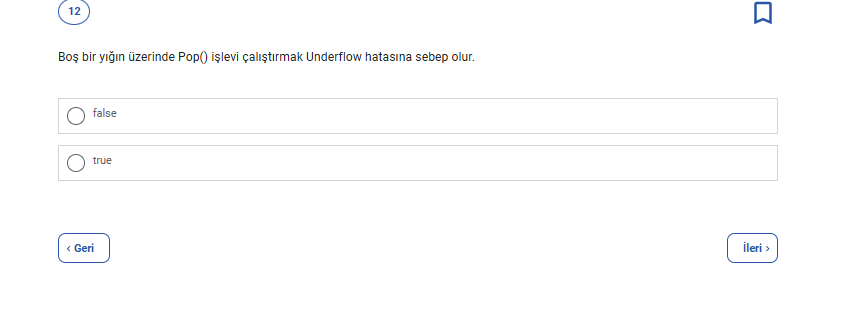 12
Boş bir yığın üzerinde Pop() işlevi çalıştırmak Underflow hatasına sebep olur.
false
true
‹ Geri
İleri ›